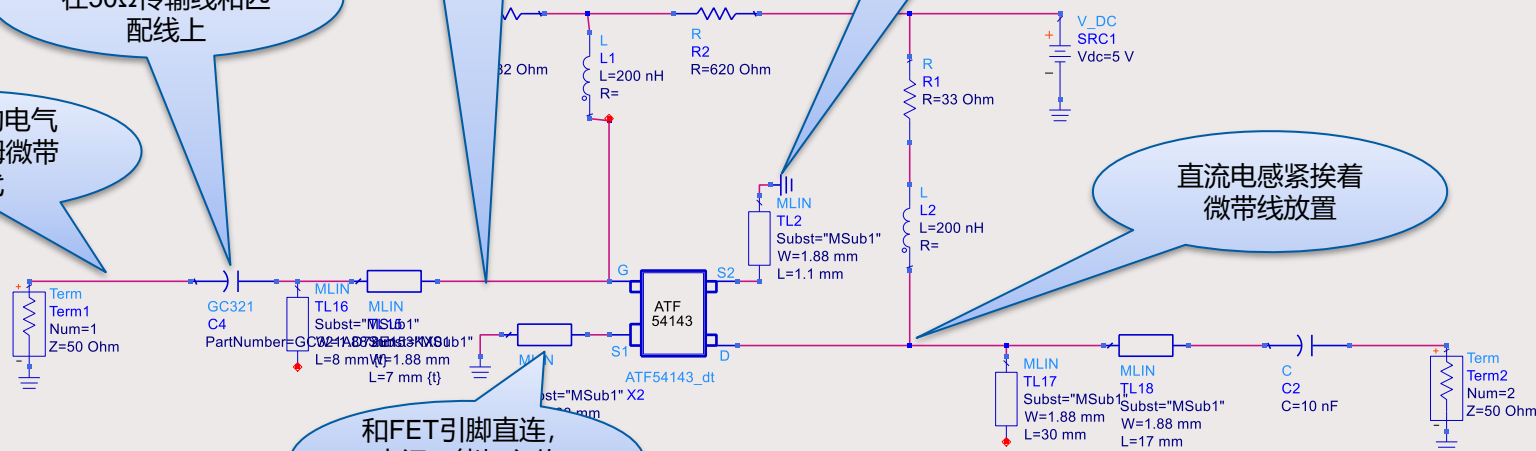 在50Ω传输线和匹
配线上
的电气
微带
32 Ohm
L
L1
L=200 nH
R=
R
R2
R=620 Ohm
R
R1
R=33 Ohm
V_DC
SRC1
Vdc=5 V
L
L2
L=200 nH
R=
直流电感紧挨着
微带线放置
MLIN
TL2
Subst="MSub1"
W=1.88 mm
L=1.1 mm
Term
Term1
Num=1
Z=50 Ohm
GC321
C4
MLIN
TL16
L=8 mm {t}
MLIN
W=1.88 mm
L=7 mm {t}
G
S2
S1
D
ATF
54143
ATF54143_dt
X2
MLIN
bst="MSub1"
mm
和FET引脚直连，
MLIN
TL17
Subst="MSub1"
W=1.88 mm
L=30 mm
MLIN
TL18
Subst="MSub1"
W=1.88 mm
L=17 mm
C
C2
C=10 nF
Term
Term2
Num=2
Z=50 Ohm